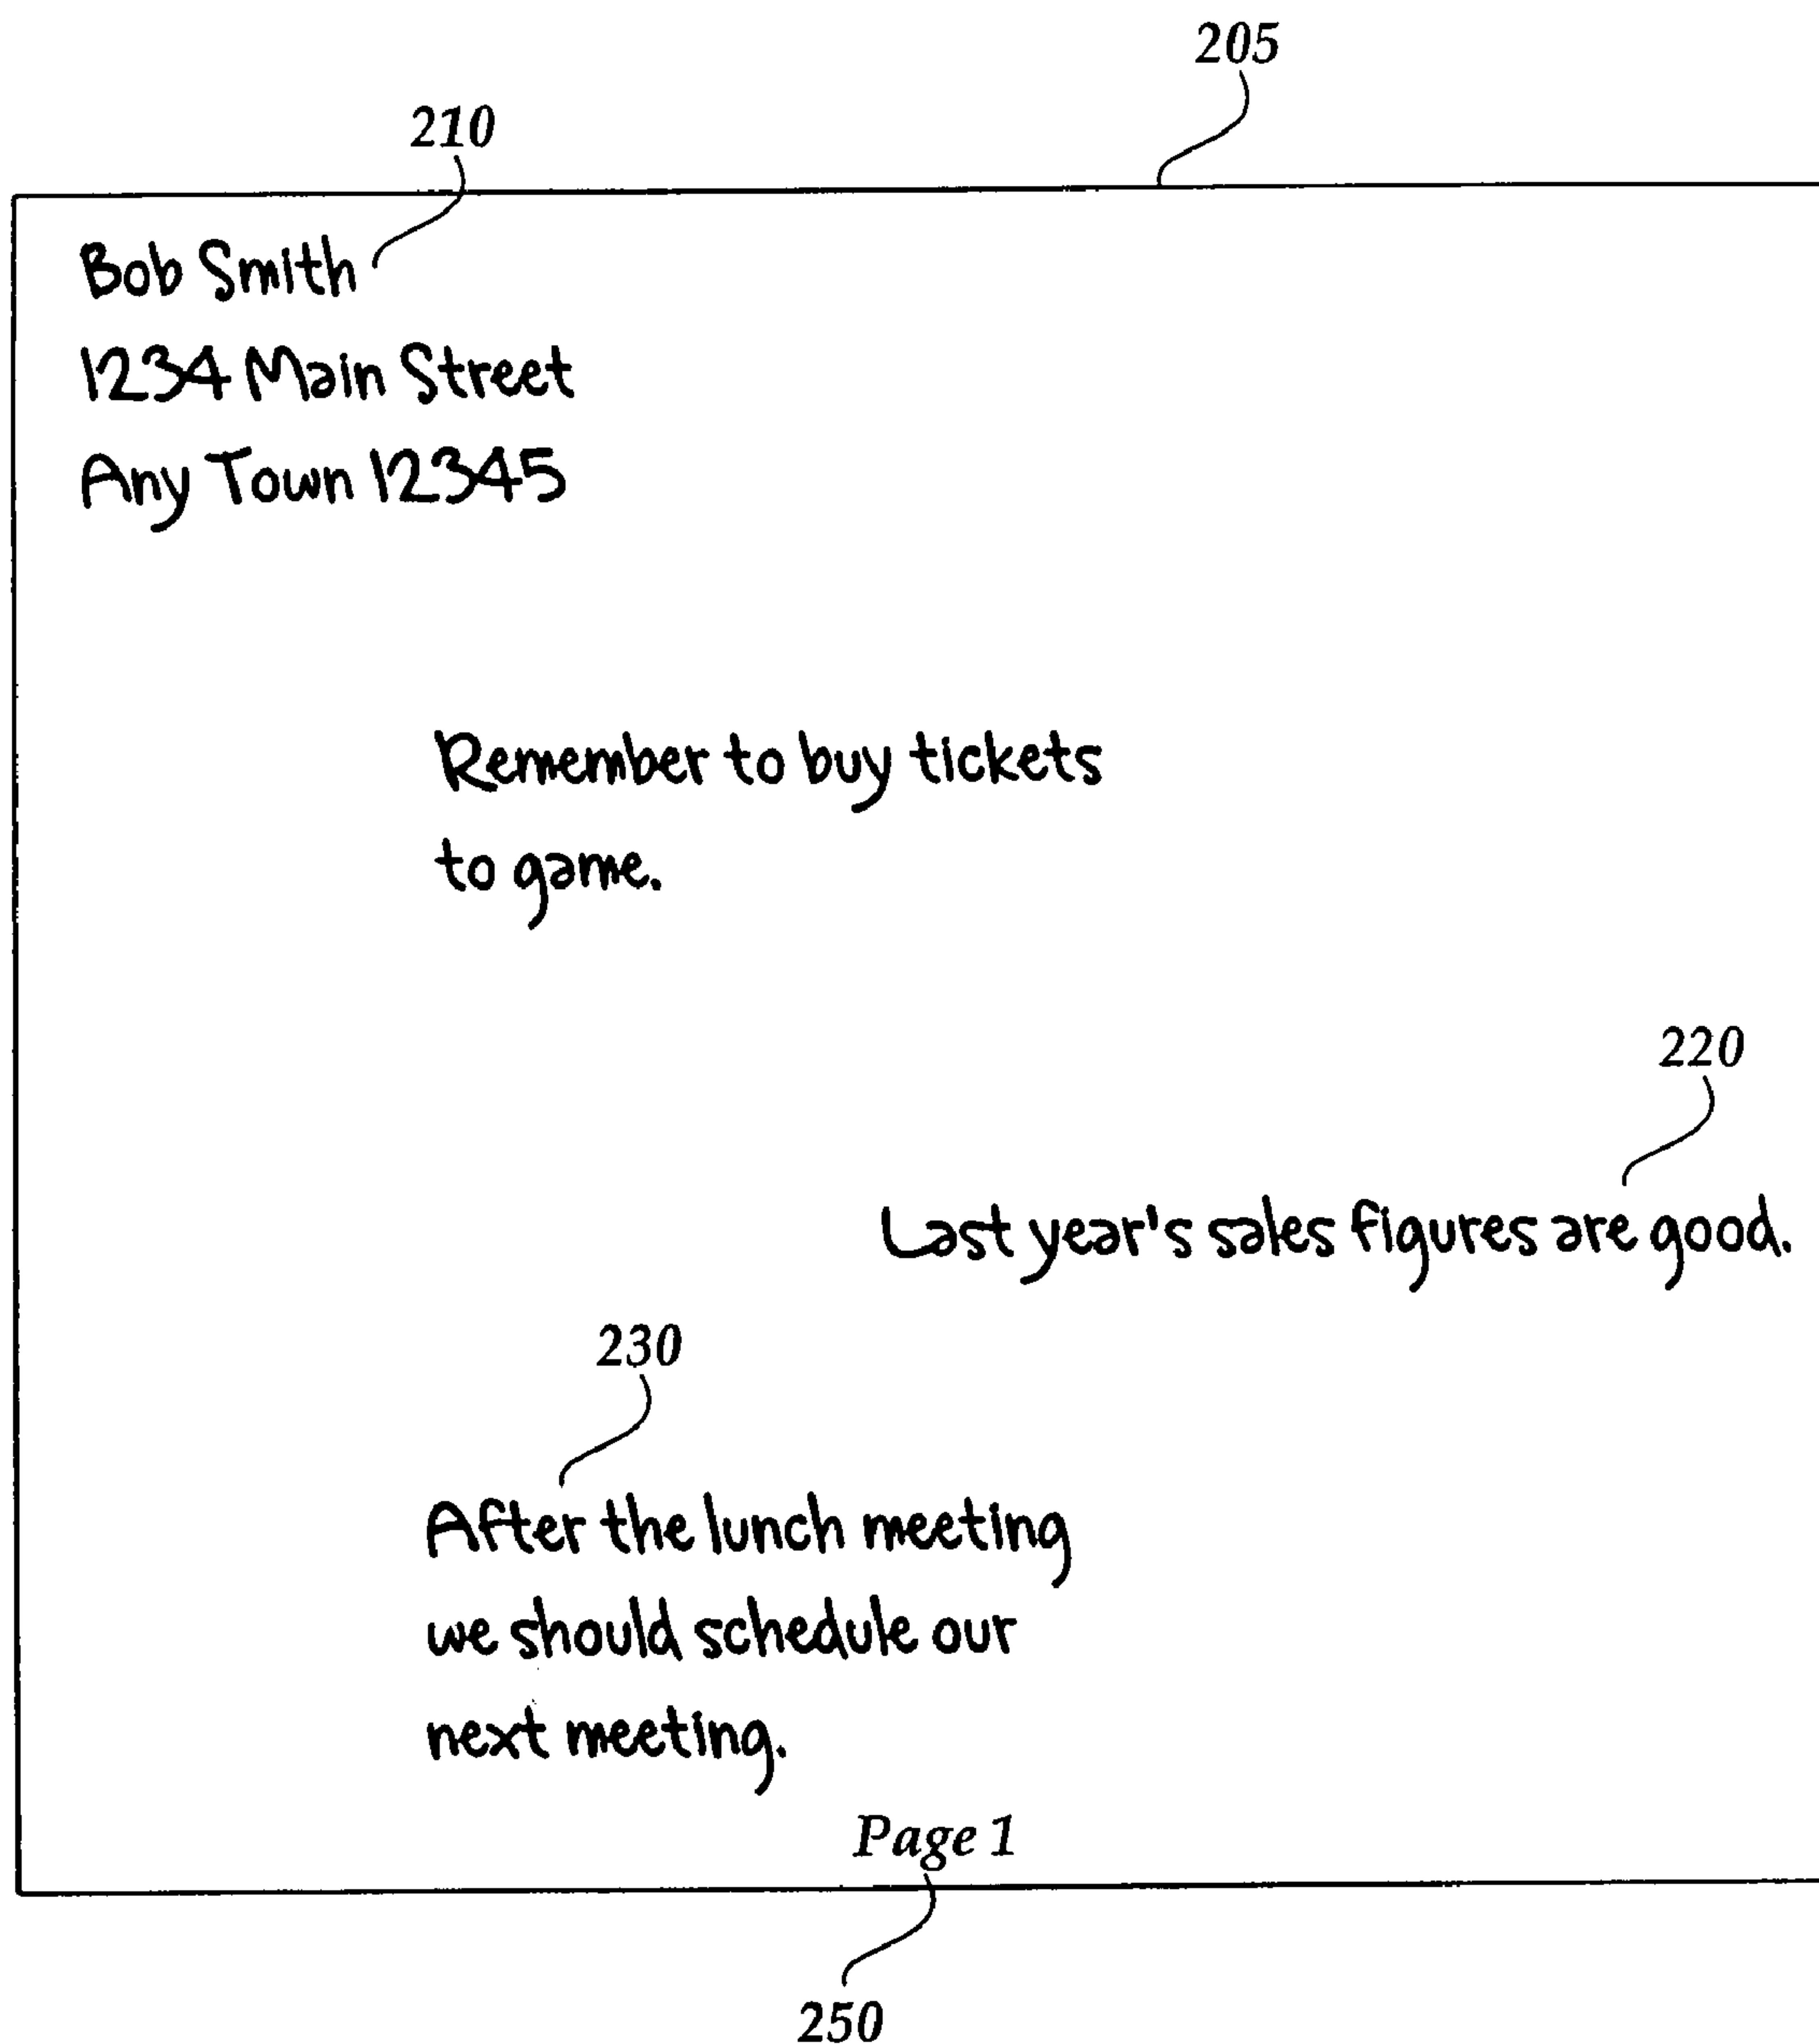 205
210
Bob Smith
1234 Main Street
Any Town 12345
Remember to buy tickets
to game.
220
Last year's sales figures are good.
230
After the lunch meeting
we should schedule our
next meeting.
Page 1
250